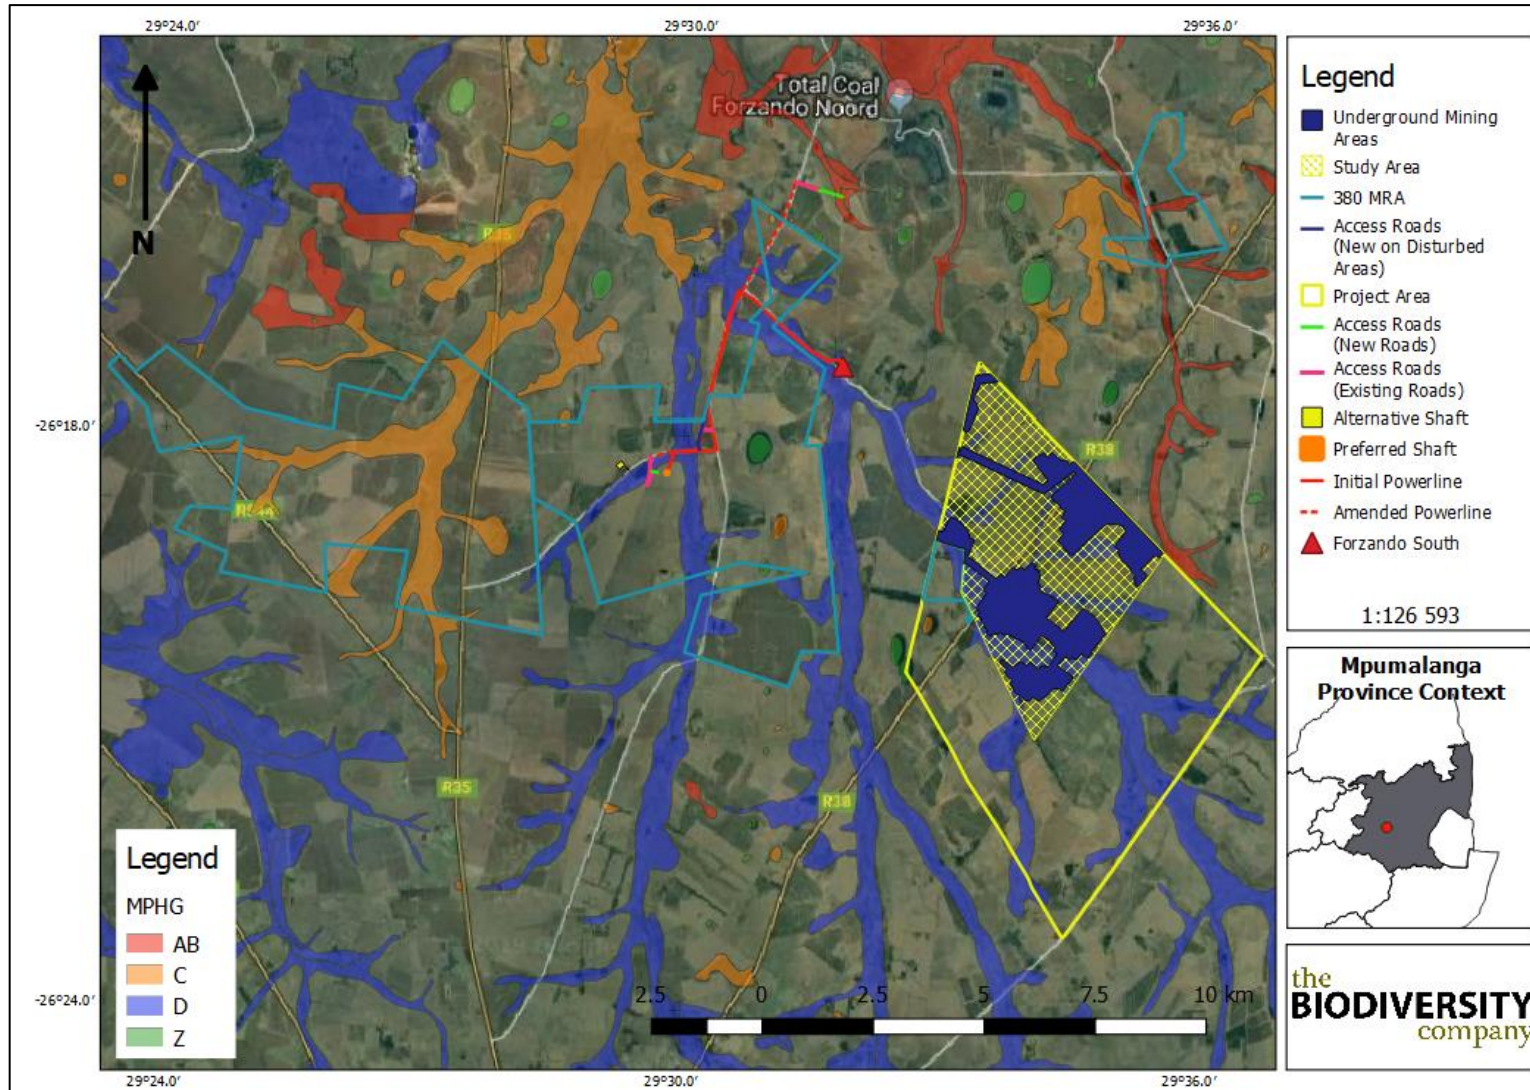 29°24.0'
29°30.0'
29°36.0'
Total Coal
Forzando Noord
N
R35
-26°18.0'
R38
R35
R38
-26°24.0'
2.5 0 2.5 5 7.5 10 km
29°24.0'
29°30.0'
29°36.0'
Legend
MPHG
AB
C
D
Z
Legend
Underground Mining
Areas
Study Area
380 MRA
Access Roads
(New on Disturbed
Areas)
Project Area
Access Roads
(New Roads)
Access Roads
(Existing Roads)
Alternative Shaft
Preferred Shaft
Initial Powerline
Amended Powerline
Forzando South
1:126 593
Mpumalanga
Province Context
the
BIODIVERSITY
company